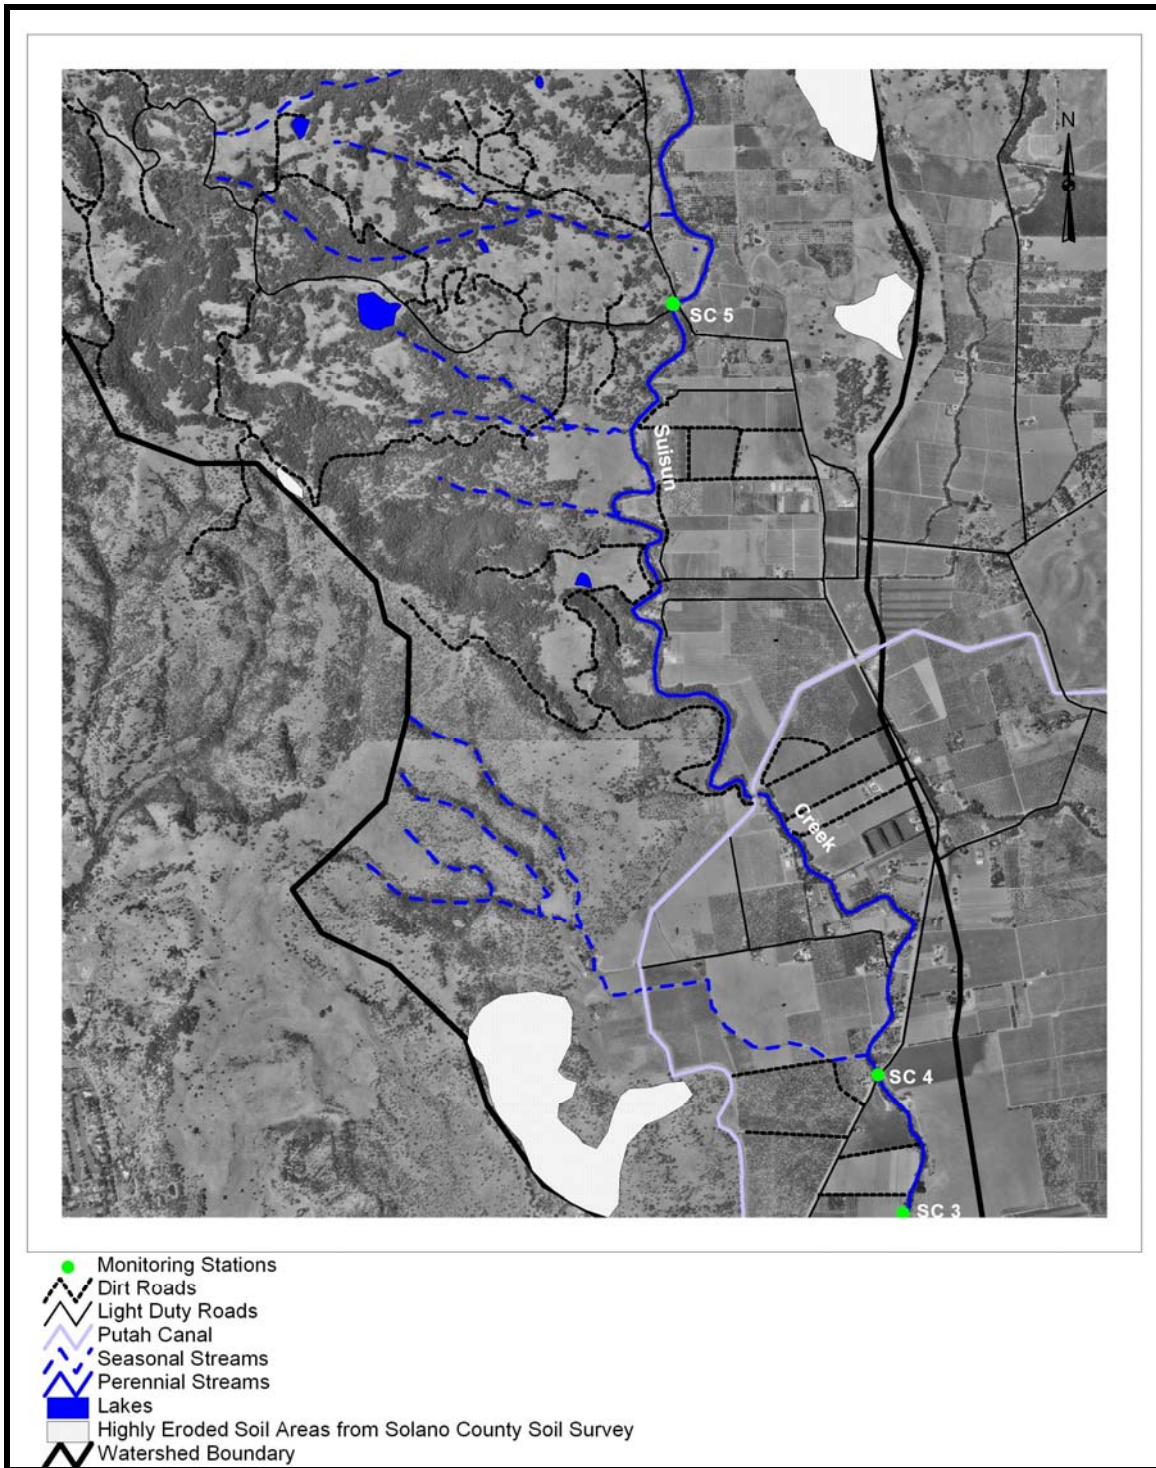 N
SC 5
Suisun
Creek
SC 4
SC 3
Monitoring Stations
Dirt Roads
Light Duty Roads
Putah Canal
Seasonal Streams
Perennial Streams
Lakes
Highly Eroded Soil Areas from Solano County Soil Survey
Watershed Boundary